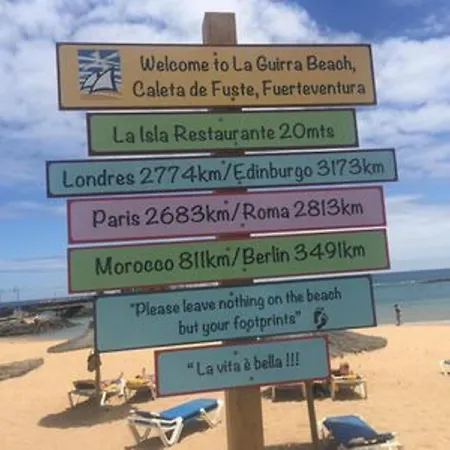 Welcome to La Guirra Beach,
Caleta de Fuste, Fuerteventura
La Isla Restaurante 20mts
Londres 2774km/Edinburgo 3173km
Paris 2683km/Roma 2813km
Morocco 811km/Berlin 3491km
"Please leave nothing on the beach
but your footprints"
"La vita è bella !!!